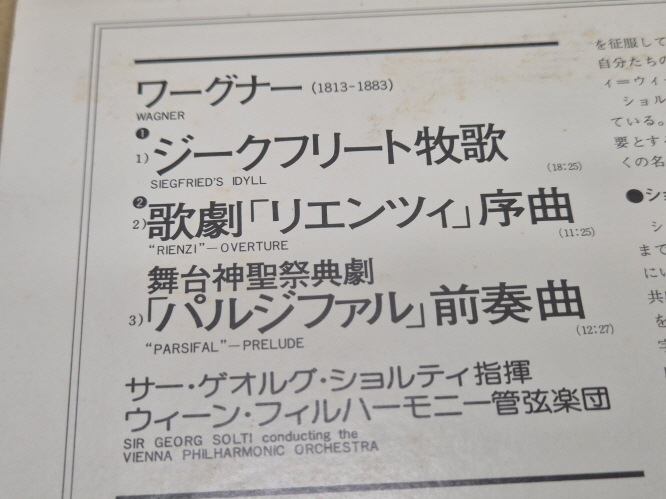 ワーグナー(1813-1883)
WAGNER
❶
1)ジークフリート牧歌
SIEGFRIED'S IDYLL (18:25)
❷
2)歌劇「リエンツィ」序曲
"RIENZI"—OVERTURE (11:25)
舞台神聖祭典劇
3)「パルジファル」前奏曲
"PARSIFAL"—PRELUDE (12:27)
サー・ゲオルグ・ショルティ指揮
ウィーン・フィルハーモニー管弦楽団
SIR GEORG SOLTI conducting the
VIENNA PHILHARMONIC ORCHESTRA
を征服して
自分たちの
ィ＝ウィ
ショル
ている。
要とする
くの名
●シ
シ
まで
にい
共
を